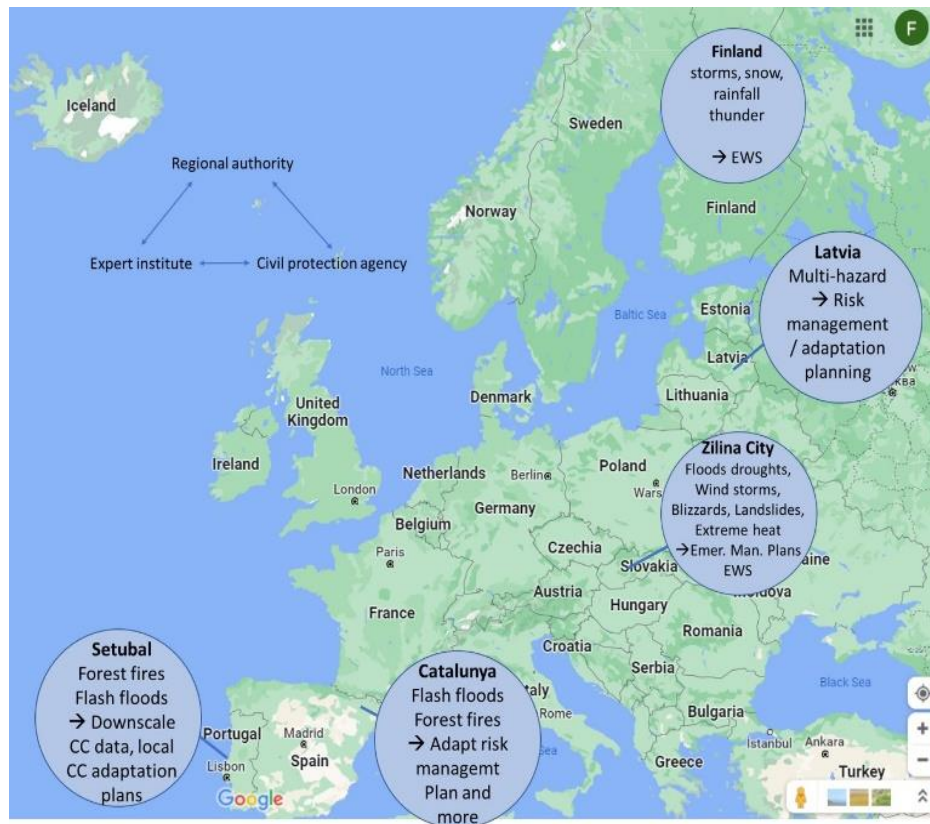 F
Finland
storms, snow,
rainfall
thunder
→ EWS
Iceland
Sweden
Regional authority
Norway
Finland
Expert institute
Civil protection agency
Latvia
Multi-hazard
→ Risk
management
/ adaptation
planning
Estonia
Baltic Sea
Latvia
North Sea
Denmark
Lithuania
United
Kingdom
Ireland
Zilina City
Floods droughts,
Wind storms,
Blizzards, Landslides,
Extreme heat
→Emer. Man. Plans
EWS
Netherlands
Berlin
Poland
Wars
London
Germany
Belgium
Czechia
Paris
Slovakia
raine
Austria
Moldova
Hungary
France
Romania
Croatia
Setubal
Forest fires
Flash floods
→ Downscale
CC data, local
CC adaptation
plans
Serbia
Catalunya
Flash floods
Forest fires
→ Adapt risk
managemt
Plan and
more
taly
Black Sea
Bulgaria
Rome
Portugal
Madrid
Spain
Istanbul
Ankara
Sea
Greece
Lisbon
Turkey
Google